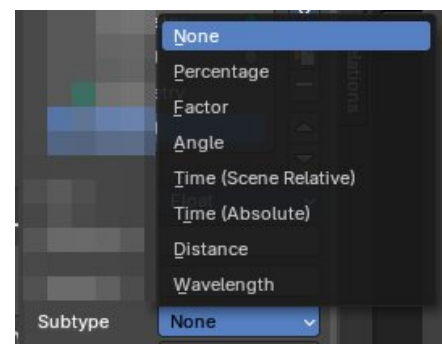 None
Percentage
Factor
Angle
Time (Scene Relative)
Time (Absolute)
Distance
Wavelength
Subtype None